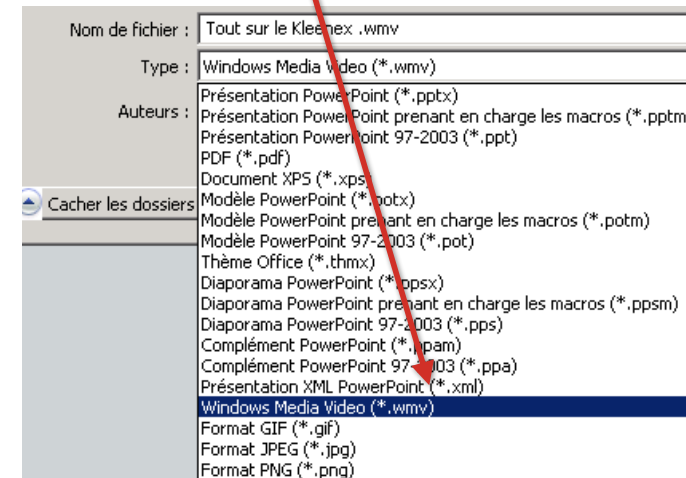 Nom de fichier : Tout sur le Kleenex .wmv
Type : Windows Media Video (*.wmv)
Auteurs :
Présentation PowerPoint (*.pptx)
Présentation PowerPoint prenant en charge les macros (*.pptm
Présentation PowerPoint 97-2003 (*.ppt)
PDF (*.pdf)
Document XPS (*.xps)
Cacher les dossiers
Modèle PowerPoint (*.potx)
Modèle PowerPoint prenant en charge les macros (*.potm)
Modèle PowerPoint 97-2003 (*.pot)
Thème Office (*.thmx)
Diaporama PowerPoint (*.ppsx)
Diaporama PowerPoint prenant en charge les macros (*.ppsm)
Diaporama PowerPoint 97-2003 (*.pps)
Complément PowerPoint (*.ppam)
Complément PowerPoint 97-2003 (*.ppa)
Présentation XML PowerPoint (*.xml)
Windows Media Video (*.wmv)
Format GIF (*.gif)
Format JPEG (*.jpg)
Format PNG (*.png)